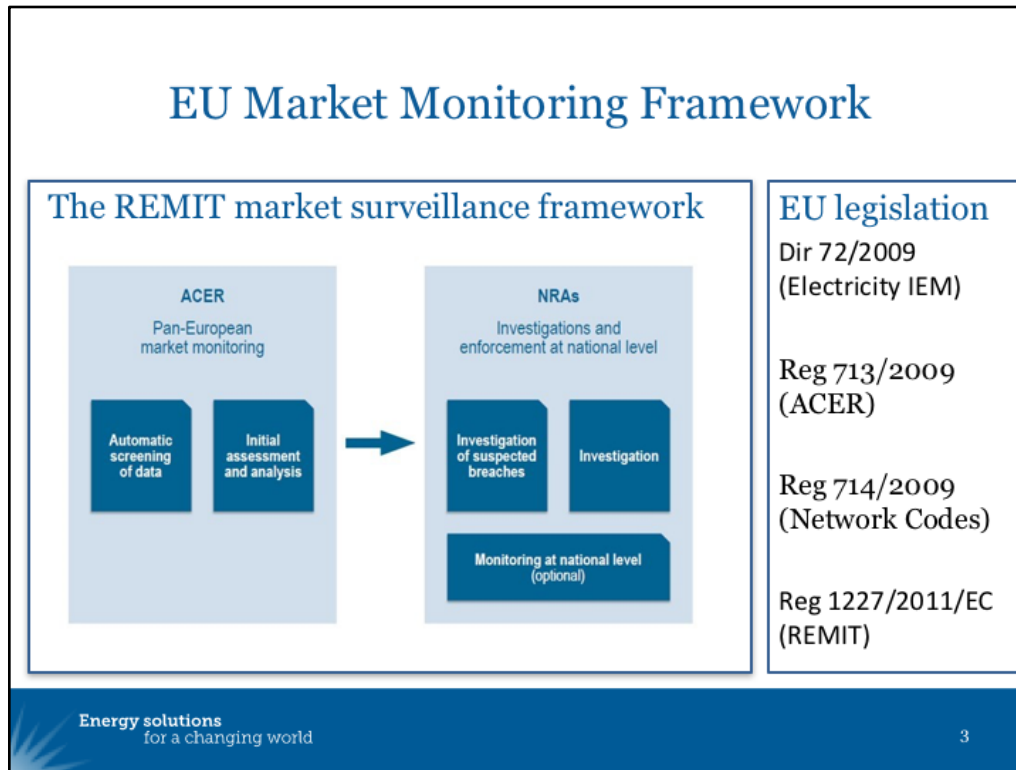 EU Market Monitoring Framework
The REMIT market surveillance framework
ACER
Pan-European
market monitoring
Automatic
screening
of data
Initial
assessment
and analysis
NRAs
Investigations and
enforcement at national level
Investigation
of suspected
breaches
Investigation
Monitoring at national level
(optional)
EU legislation
Dir 72/2009
(Electricity IEM)
Reg 713/2009
(ACER)
Reg 714/2009
(Network Codes)
Reg 1227/2011/EC
(REMIT)
Energy solutions
for a changing world
3